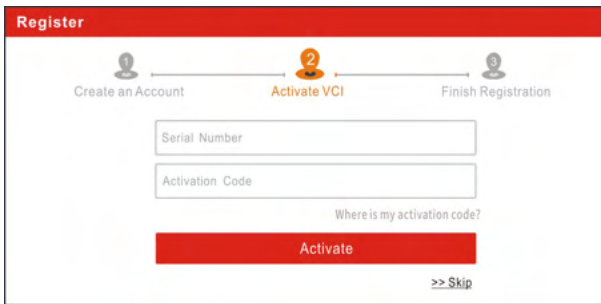 Register
1 2 3
Create an Account Activate VCI Finish Registration
Serial Number
Activation Code
Where is my activation code?
Activate
>> Skip